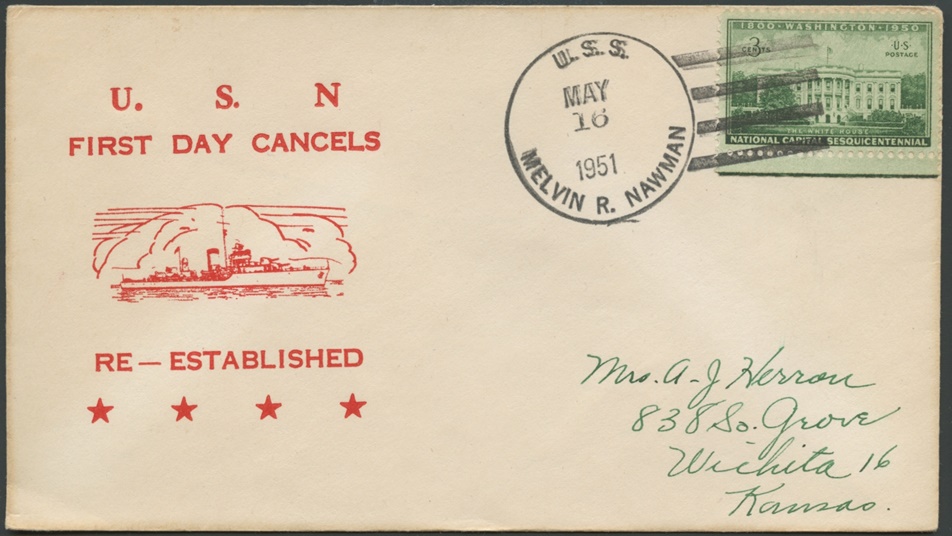 U. S. N
FIRST DAY CANCELS
RE — ESTABLISHED
U.S.S.
MAY
16
1951
MELVIN R. NAWMAN
1800 · WASHINGTON · 1950
3 CENTS
·U·S·
POSTAGE
THE WHITE HOUSE
NATIONAL CAPITAL SESQUICENTENNIAL
Mrs. A-J Herron
838 So. Grove
Wichita 16
Kansas.